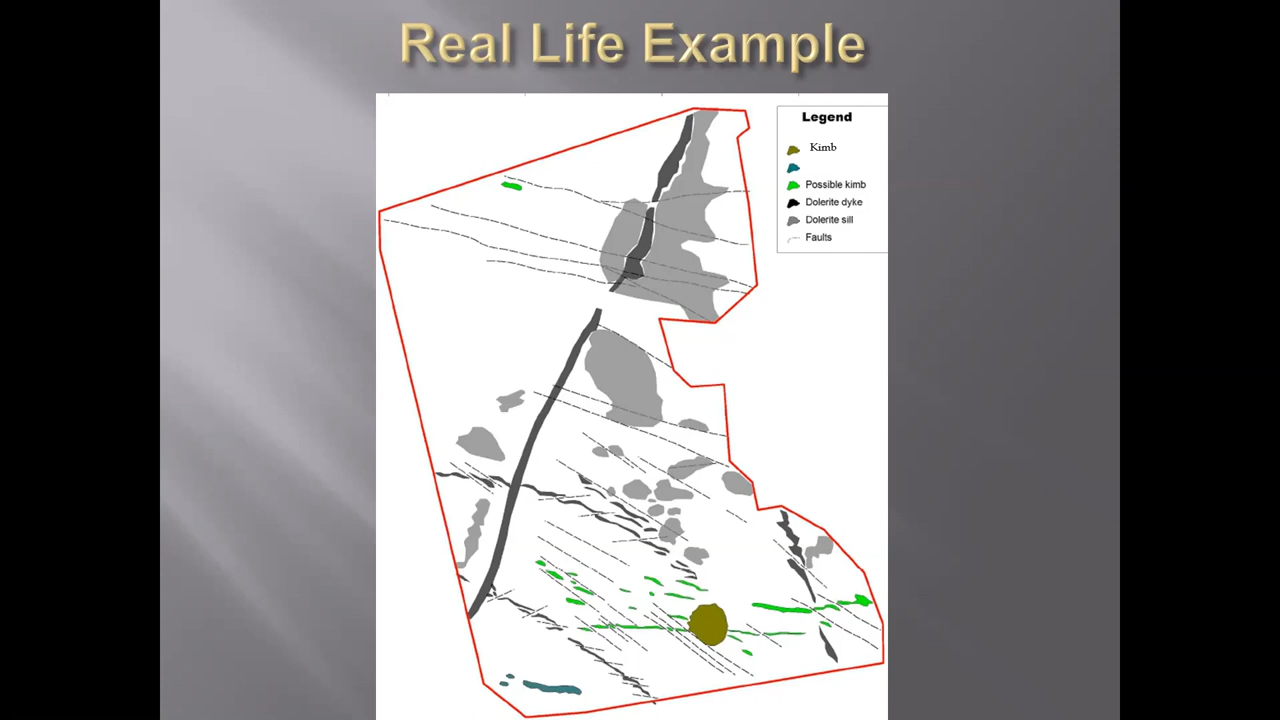 Real Life Example
Legend
Kimb
Possible kimb
Dolerite dyke
Dolerite sill
Faults